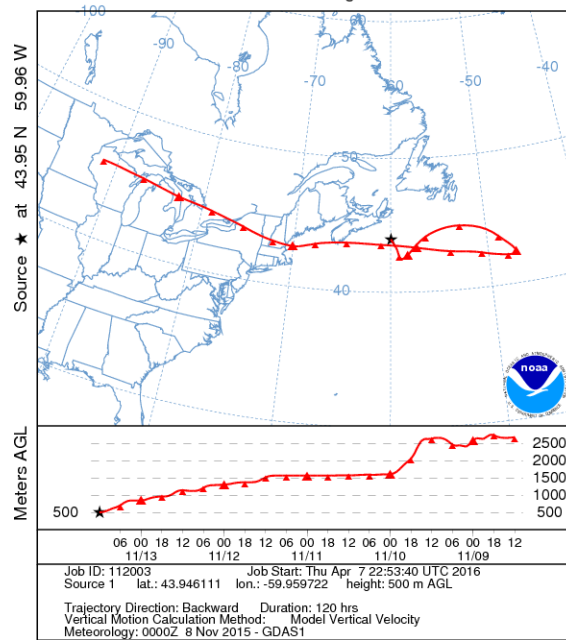 -100
-90
-80
-70
-60
-60
-50
-40
50
40
Source ★ at 43.95 N 59.96 W
noaa
Meters AGL
500
2500
2000
1500
1000
500
06 00 18 12 06 00 18 12 06 00 18 12 06 00 18 12 06 00 18 12
11/13 11/12 11/11 11/10 11/09
Job ID: 112003 Job Start: Thu Apr 7 22:53:40 UTC 2016
Source 1 lat.: 43.946111 lon.: -59.959722 height: 500 m AGL
Trajectory Direction: Backward Duration: 120 hrs
Vertical Motion Calculation Method: Model Vertical Velocity
Meteorology: 0000Z 8 Nov 2015 - GDAS1